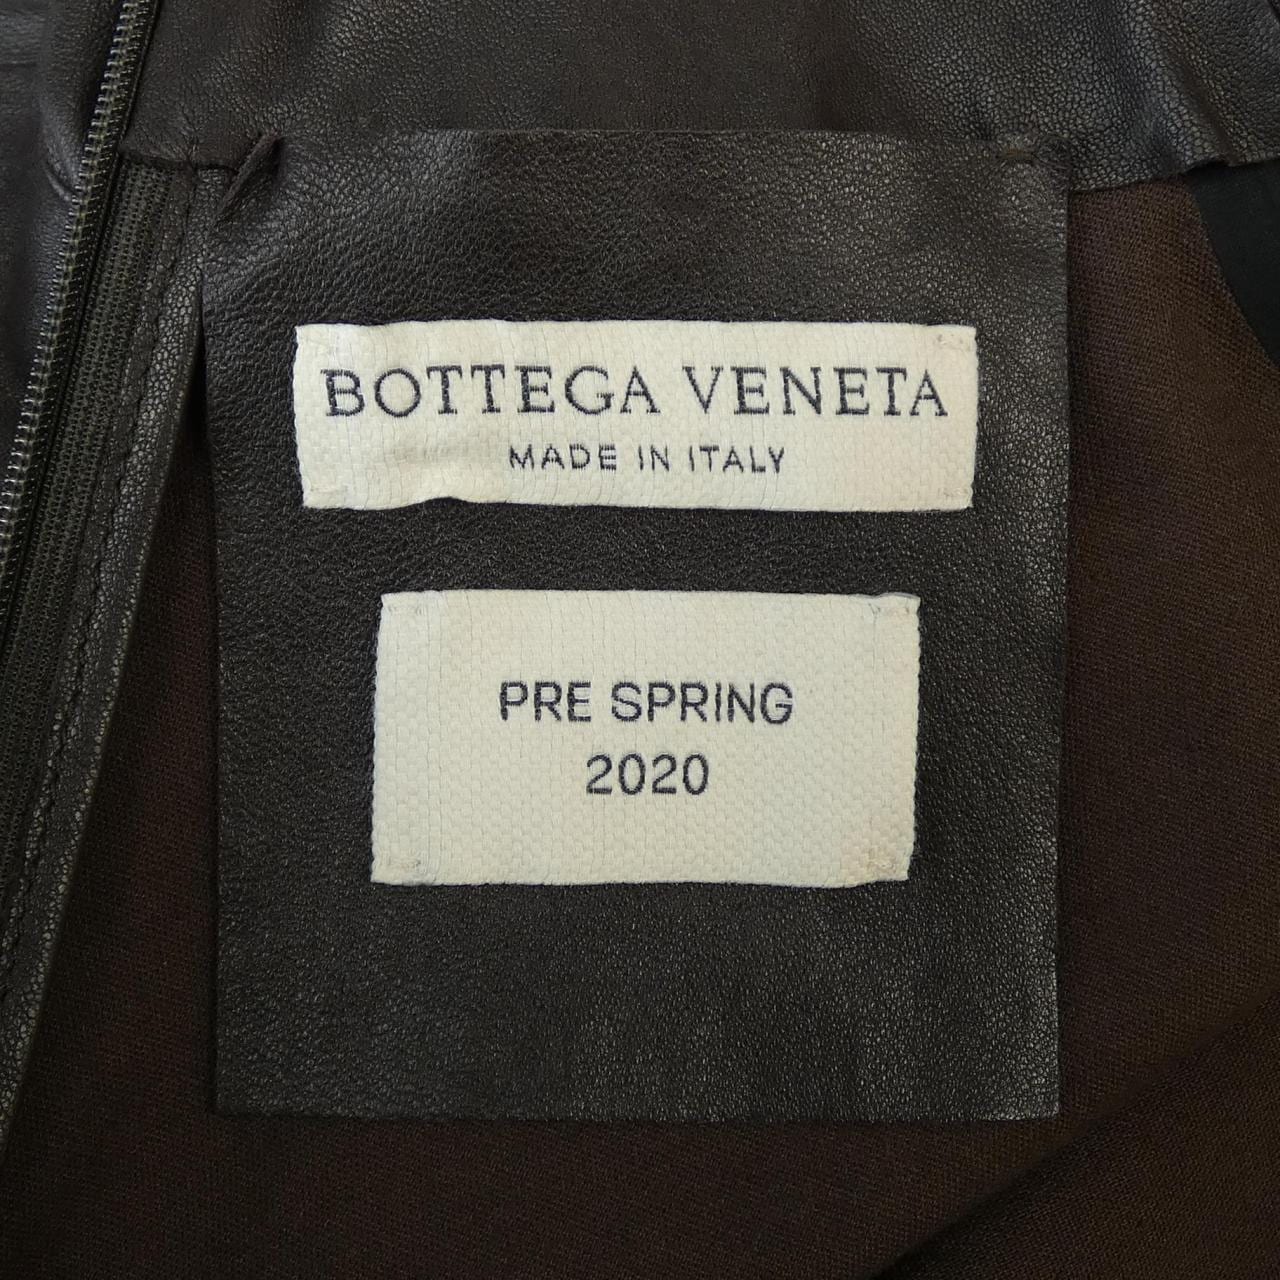 BOTTEGA VENETA
MADE IN ITALY
PRE SPRING
2020